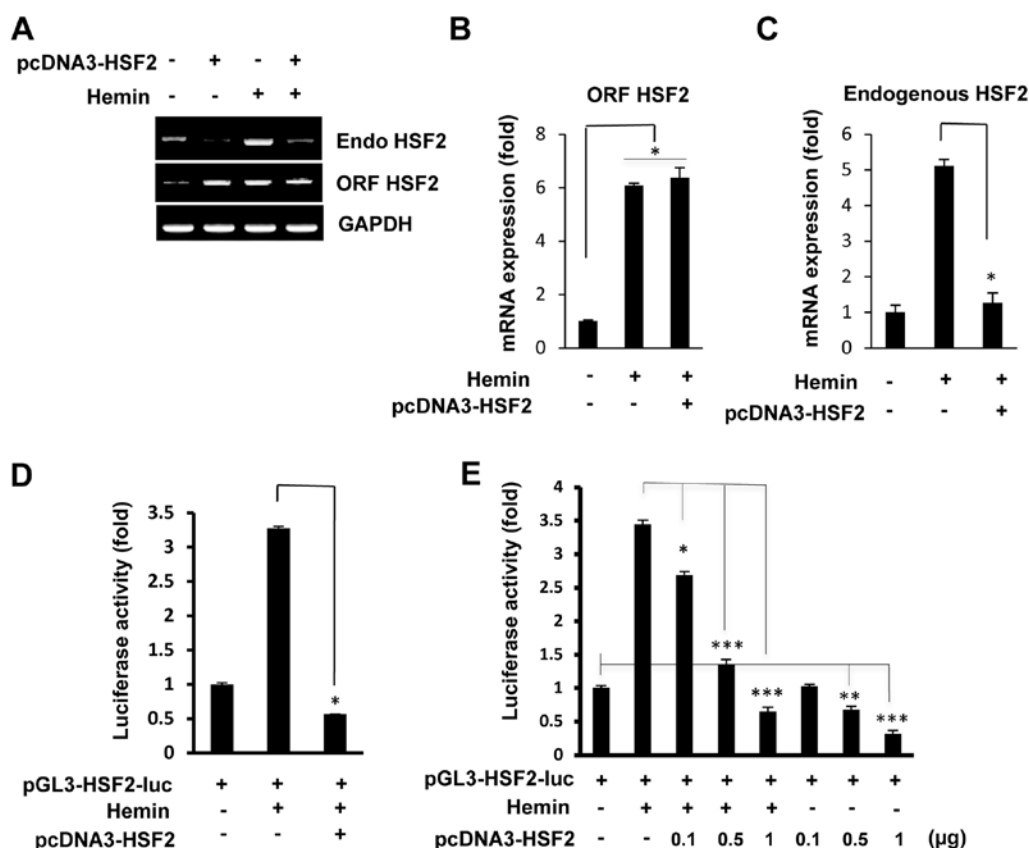 A
pcDNA3-HSF2 - + - +
Hemin - - + +
Endo HSF2
ORF HSF2
GAPDH
B
ORF HSF2
mRNA expression (fold)
8
6
4
2
0
*
Hemin - + +
pcDNA3-HSF2 - - +
C
Endogenous HSF2
mRNA expression (fold)
6
5
4
3
2
1
0
*
Hemin - + +
pcDNA3-HSF2 - - +
D
Luciferase activity (fold)
3.5
3
2.5
2
1.5
1
0.5
0
*
pGL3-HSF2-luc + + +
Hemin - + +
pcDNA3-HSF2 - - +
E
Luciferase activity (fold)
4
3.5
3
2.5
2
1.5
1
0.5
0
*
***
***
**
***
pGL3-HSF2-luc + + + + + + + +
Hemin - + + + + - - -
pcDNA3-HSF2 - - 0.1 0.5 1 0.1 0.5 1 (µg)